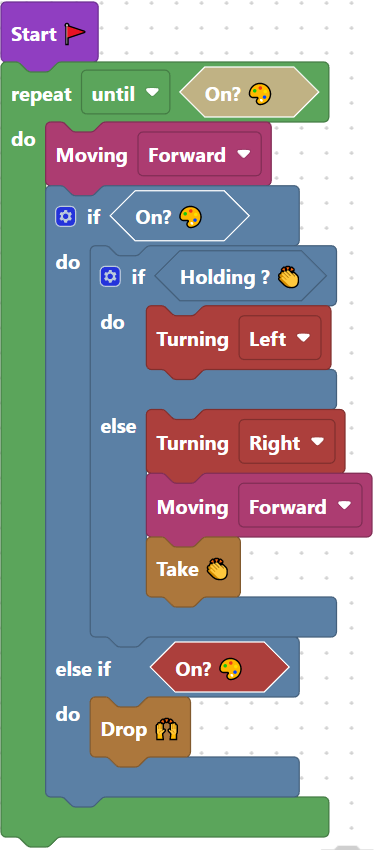 Start
repeat until On?
do Moving Forward
if On?
do if Holding ?
do Turning Left
else Turning Right
Moving Forward
Take
else if On?
do Drop